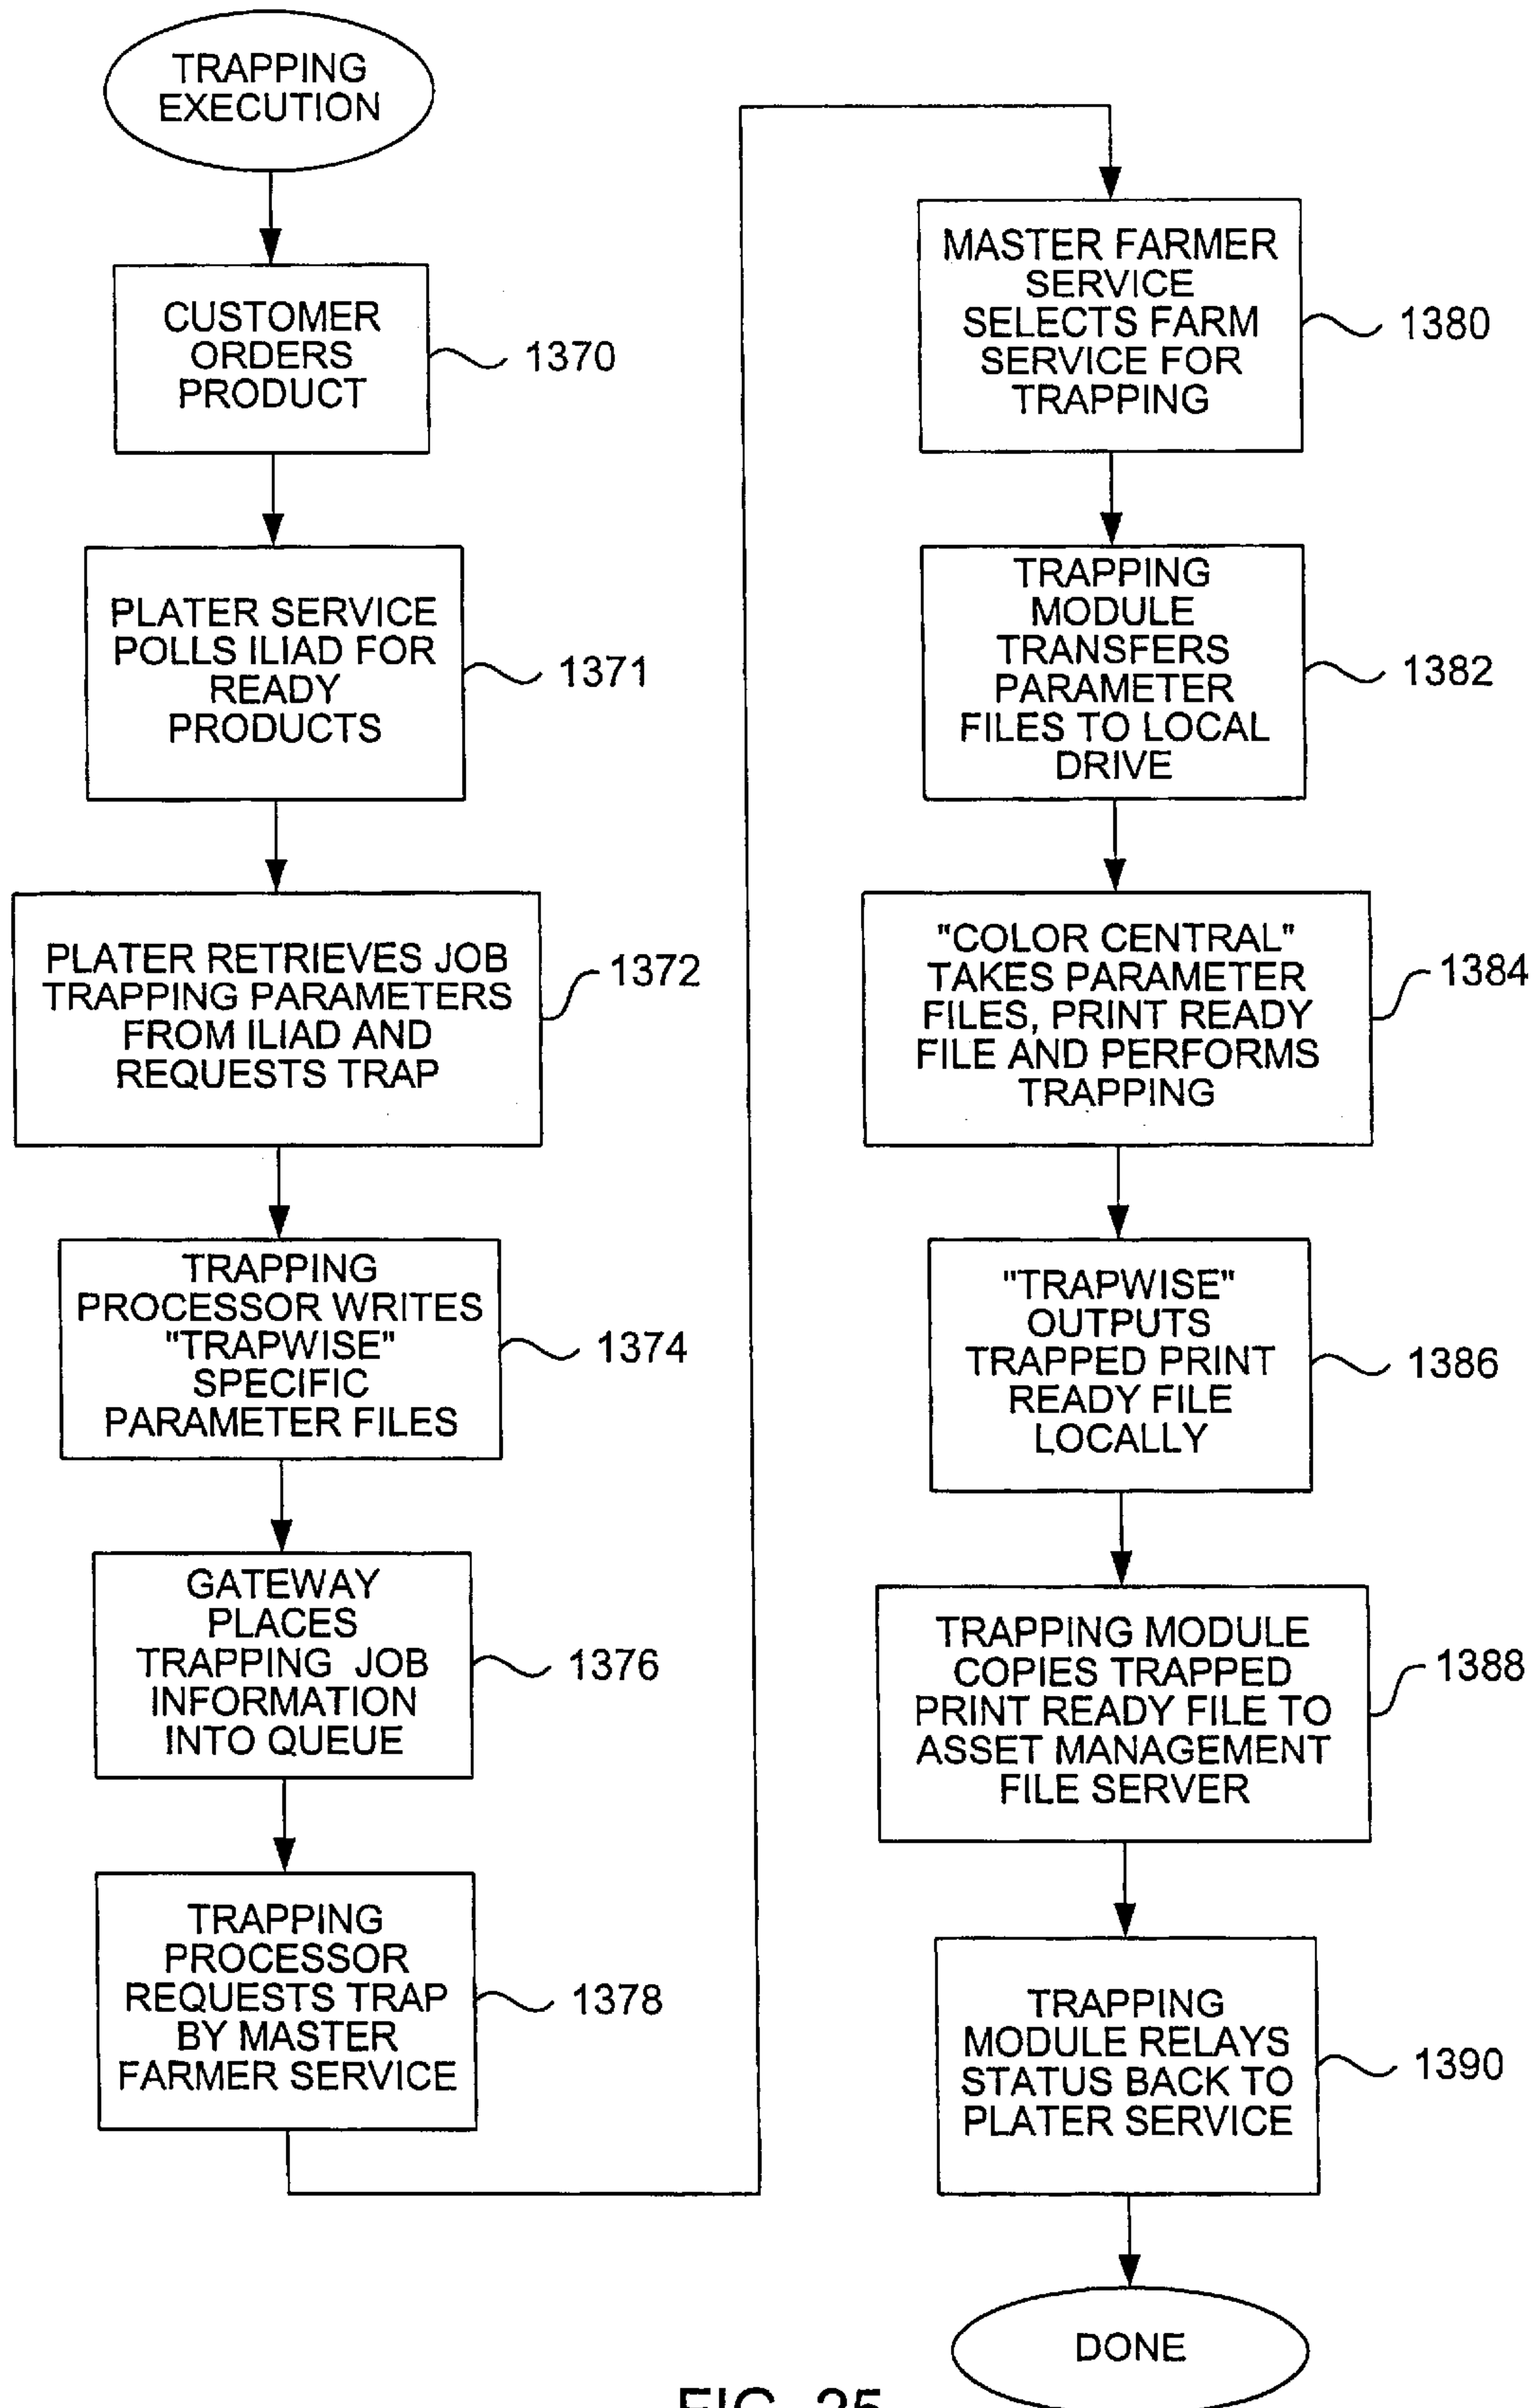 TRAPPING
EXECUTION
CUSTOMER
ORDERS
PRODUCT
1370
PLATER SERVICE
POLLS ILIAD FOR
READY
PRODUCTS
1371
PLATER RETRIEVES JOB
TRAPPING PARAMETERS
FROM ILIAD AND
REQUESTS TRAP
1372
TRAPPING
PROCESSOR WRITES
"TRAPWISE"
SPECIFIC
PARAMETER FILES
1374
GATEWAY
PLACES
TRAPPING JOB
INFORMATION
INTO QUEUE
1376
TRAPPING
PROCESSOR
REQUESTS TRAP
BY MASTER
FARMER SERVICE
1378
MASTER FARMER
SERVICE
SELECTS FARM
SERVICE FOR
TRAPPING
1380
TRAPPING
MODULE
TRANSFERS
PARAMETER
FILES TO LOCAL
DRIVE
1382
"COLOR CENTRAL"
TAKES PARAMETER
FILES, PRINT READY
FILE AND PERFORMS
TRAPPING
1384
"TRAPWISE"
OUTPUTS
TRAPPED PRINT
READY FILE
LOCALLY
1386
TRAPPING MODULE
COPIES TRAPPED
PRINT READY FILE TO
ASSET MANAGEMENT
FILE SERVER
1388
TRAPPING
MODULE RELAYS
STATUS BACK TO
PLATER SERVICE
1390
DONE
FIG. 25